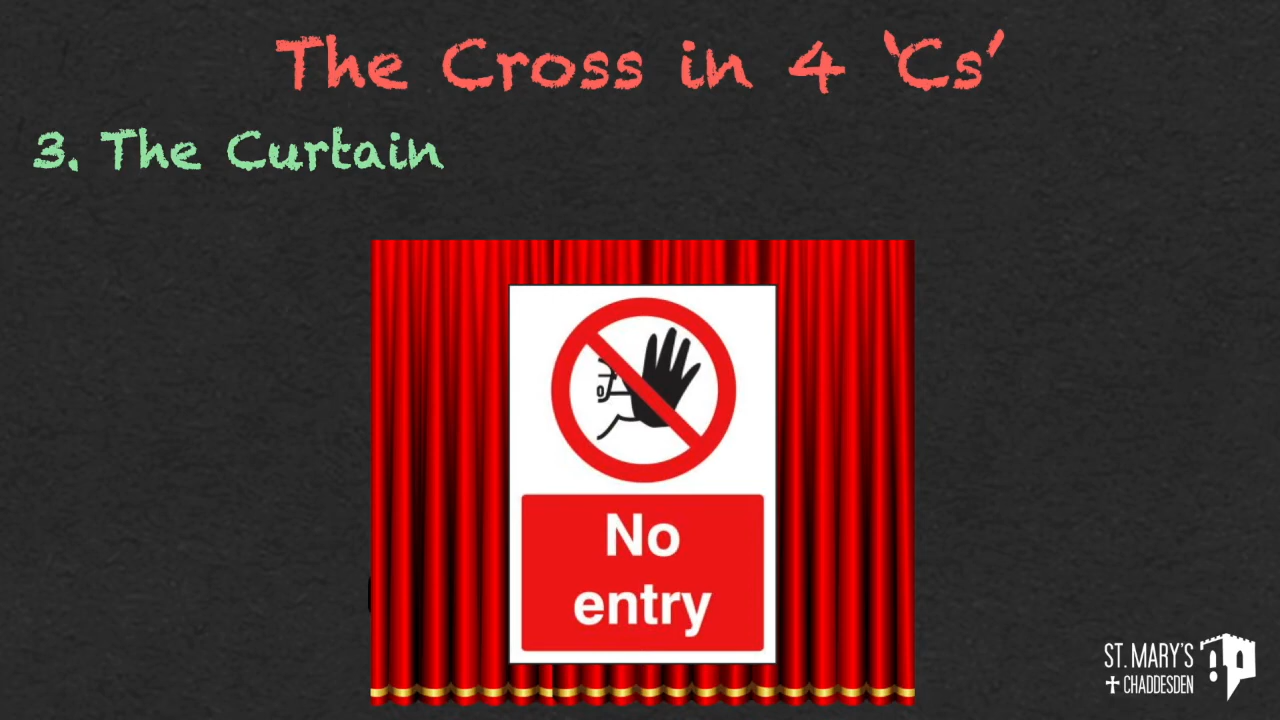 The Cross in 4 ‘Cs’
3. The Curtain
No
entry
ST. MARY'S
CHADDESDEN